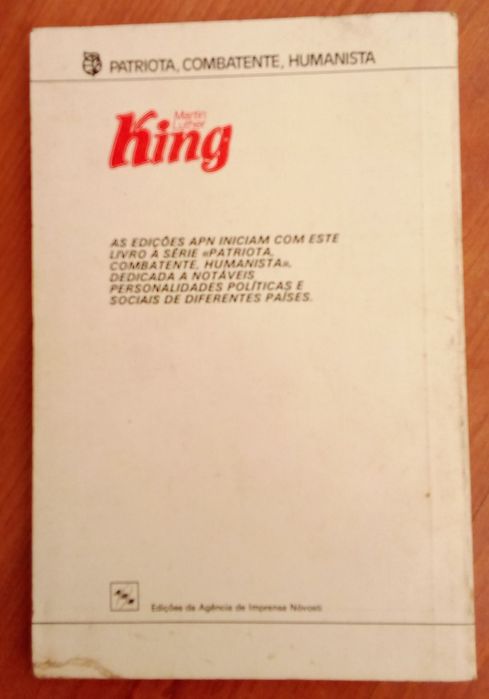 PATRIOTA, COMBATENTE, HUMANISTA
Martin
Luther
King
AS EDIÇÕES APN INICIAM COM ESTE
LIVRO A SÉRIE «PATRIOTA,
COMBATENTE, HUMANISTA»,
DEDICADA A NOTÁVEIS
PERSONALIDADES POLÍTICAS E
SOCIAIS DE DIFERENTES PAÍSES.
Edições da Agência de Imprensa Nóvosti